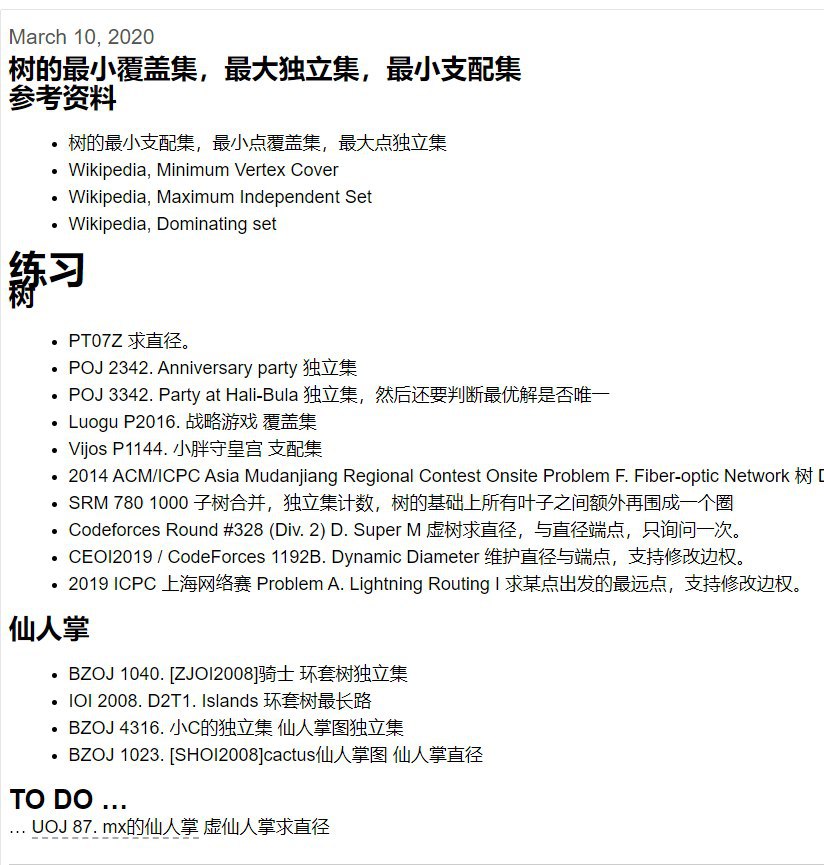 March 10, 2020
树的最小覆盖集，最大独立集，最小支配集
参考资料
树的最小支配集，最小点覆盖集，最大点独立集
Wikipedia, Minimum Vertex Cover
Wikipedia, Maximum Independent Set
Wikipedia, Dominating set
练习
树
PT07Z 求直径。
POJ 2342. Anniversary party 独立集
POJ 3342. Party at Hali-Bula 独立集，然后还要判断最优解是否唯一
Luogu P2016. 战略游戏 覆盖集
Vijos P1144. 小胖守皇宫 支配集
2014 ACM/ICPC Asia Mudanjiang Regional Contest Onsite Problem F. Fiber-optic Network 树
SRM 780 1000 子树合并，独立集计数，树的基础上所有叶子之间额外再围成一个圈
Codeforces Round #328 (Div. 2) D. Super M 虚树求直径，与直径端点，只询问一次。
CEOI2019 / CodeForces 1192B. Dynamic Diameter 维护直径与端点，支持修改边权。
2019 ICPC 上海网络赛 Problem A. Lightning Routing I 求某点出发的最远点，支持修改边权。
仙人掌
BZOJ 1040. [ZJOI2008]骑士 环套树独立集
IOI 2008. D2T1. Islands 环套树最长路
BZOJ 4316. 小C的独立集 仙人掌图独立集
BZOJ 1023. [SHOI2008]cactus仙人掌图 仙人掌直径
TO DO …
… UOJ 87. mx的仙人掌 虚仙人掌求直径